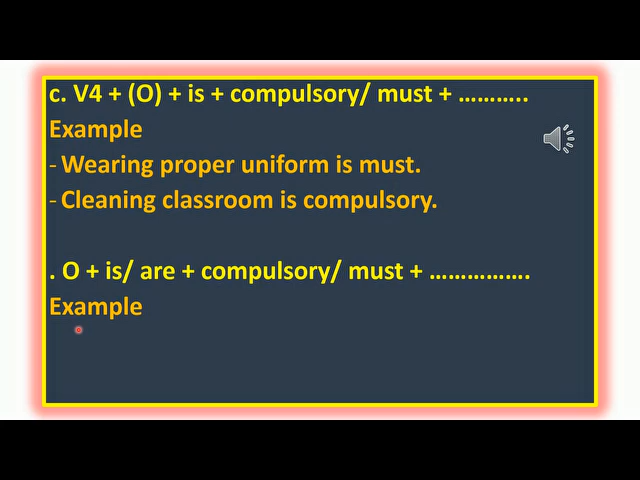 c. V4 + (O) + is + compulsory/ must + ………..
Example
- Wearing proper uniform is must.
- Cleaning classroom is compulsory.
. O + is/ are + compulsory/ must + …………….
Example